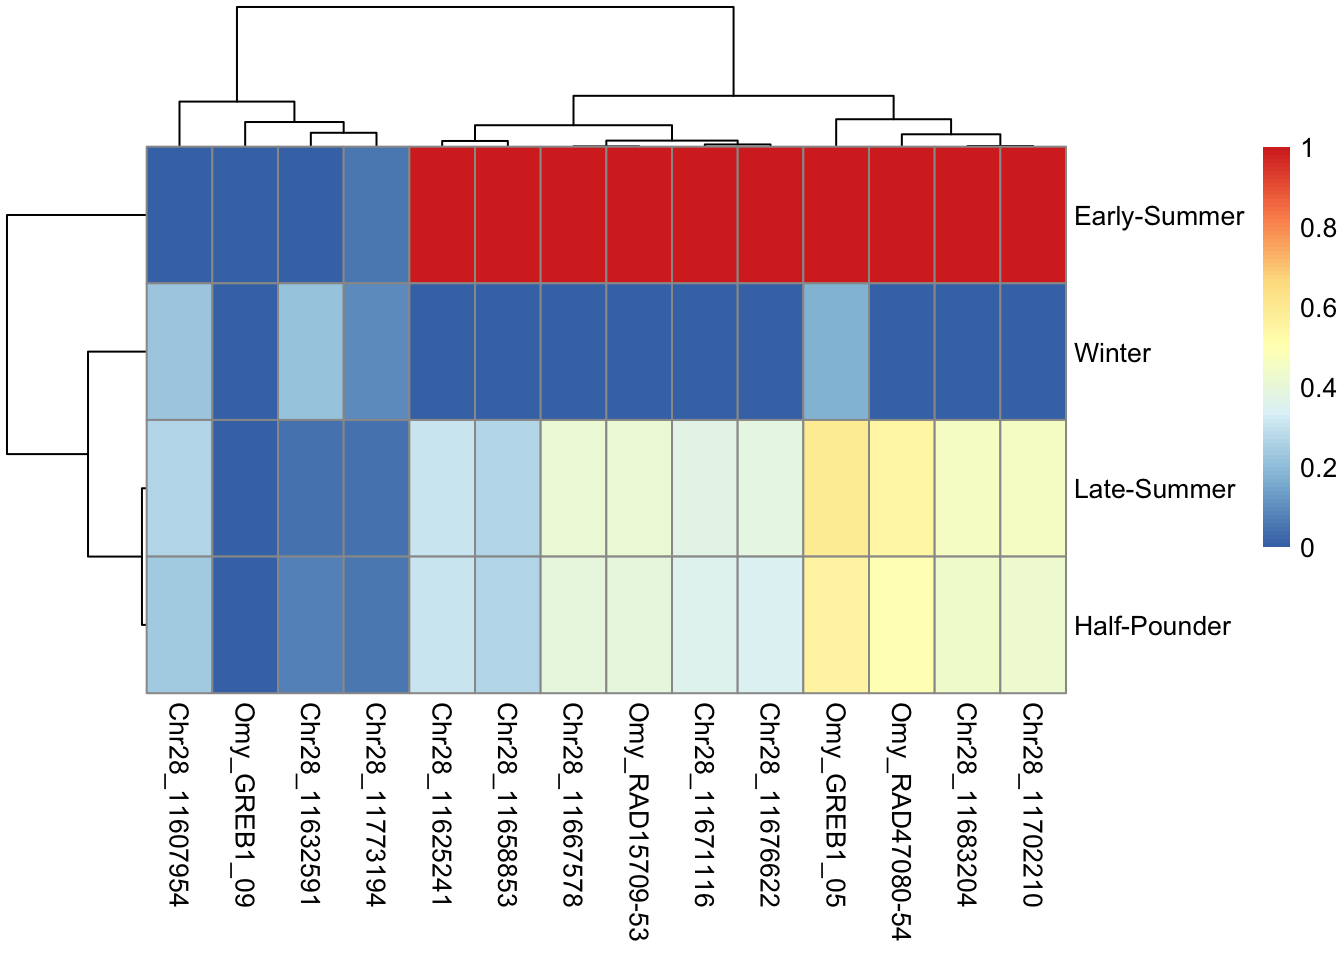 1
0.8
0.6
0.4
0.2
0
Early-Summer
Winter
Late-Summer
Half-Pounder
Chr28_11607954
Omy_GREB1_09
Chr28_11632591
Chr28_11773194
Chr28_11625241
Chr28_11658853
Chr28_11667578
Omy_RAD15709-53
Chr28_11671116
Chr28_11676622
Omy_GREB1_05
Omy_RAD47080-54
Chr28_11683204
Chr28_11702210